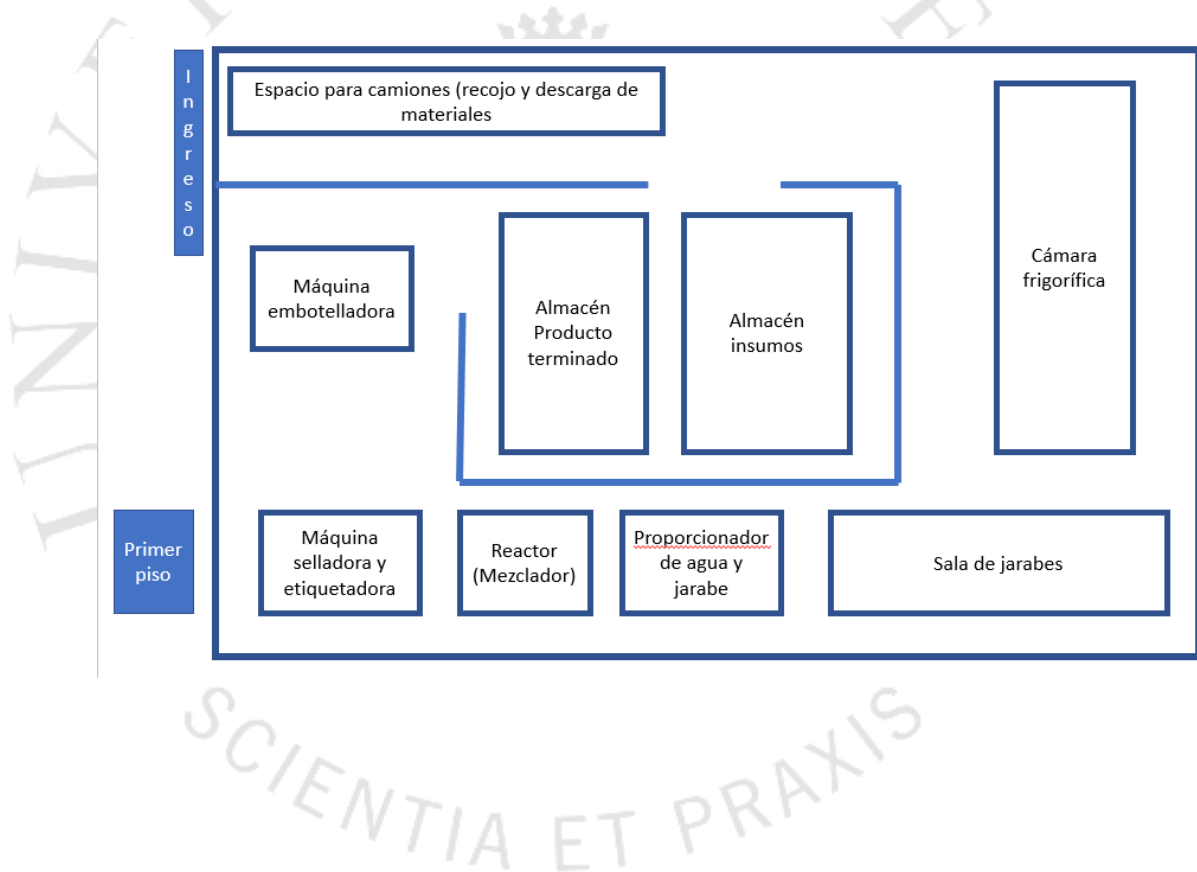 Ingreso
Espacio para camiones (recojo y descarga de
materiales
Cámara
frigorífica
Máquina
embotelladora
Almacén
Producto
terminado
Almacén
insumos
Primer
piso
Máquina
selladora y
etiquetadora
Reactor
(Mezclador)
Proporcionador
de agua y
jarabe
Sala de jarabes
SCIENTIA ET PRAXIS